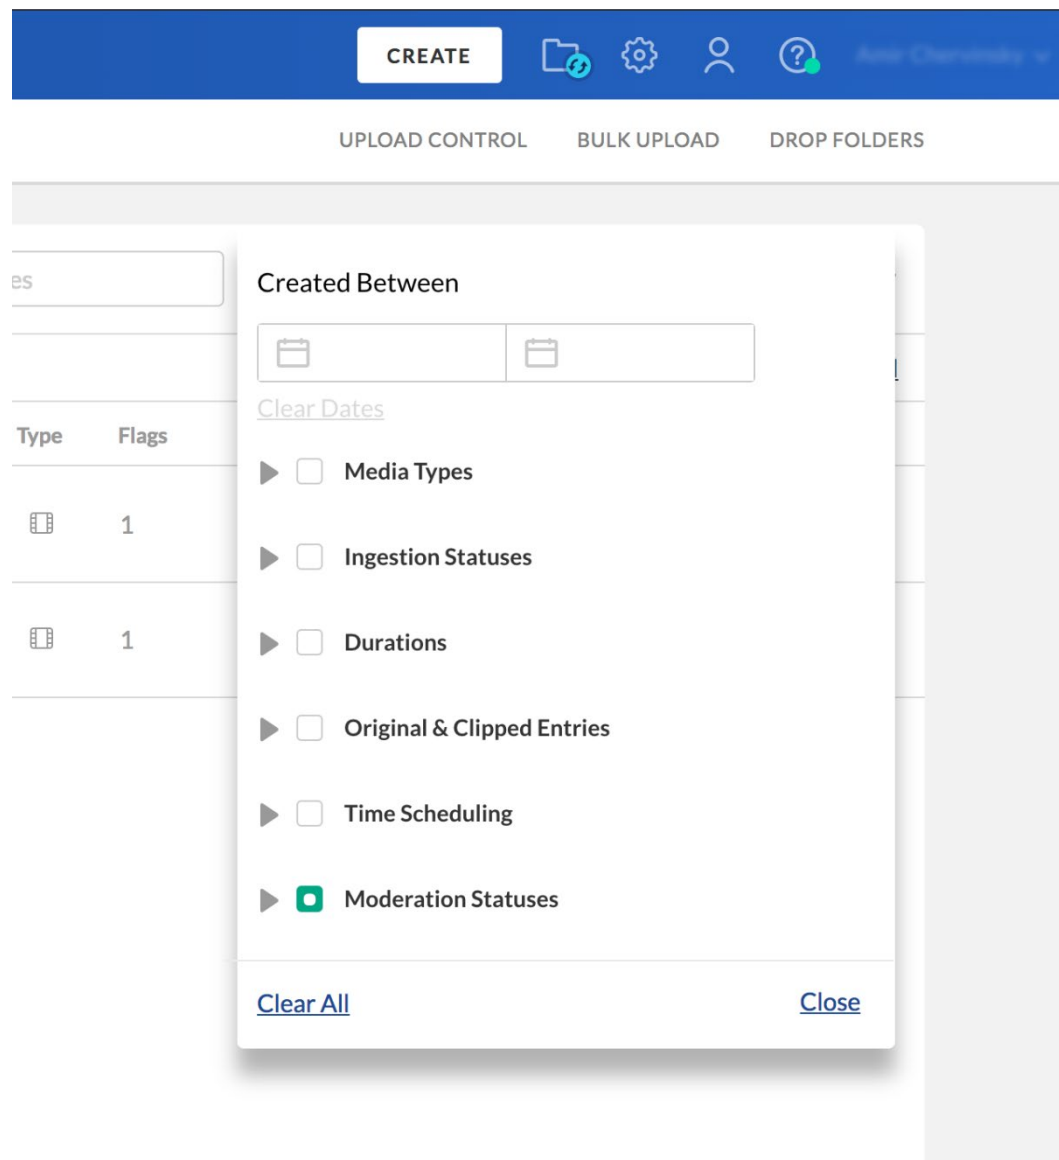 CREATE
UPLOAD CONTROL BULK UPLOAD DROP FOLDERS
es
Created Between
Clear Dates
Type Flags
Media Types
1
Ingestion Statuses
1
Durations
Original & Clipped Entries
Time Scheduling
Moderation Statuses
Clear All Close